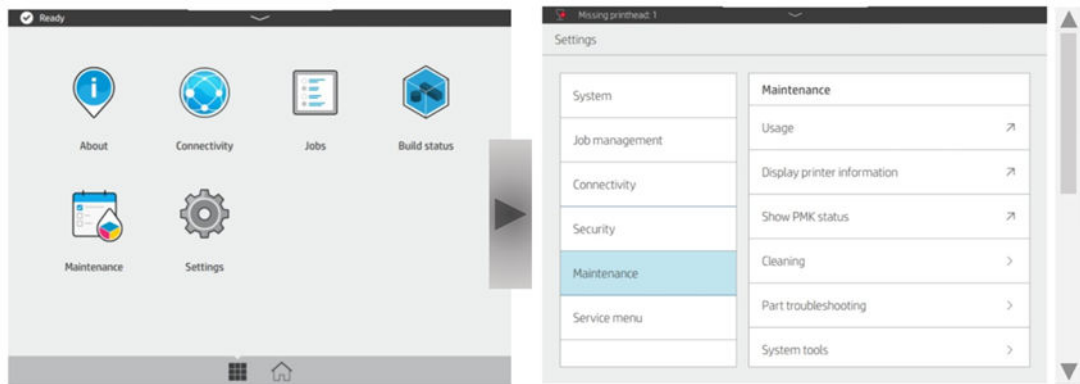 Ready
About
Connectivity
Jobs
Build status
Maintenance
Settings
Missing printhead: 1
Settings
System
Job management
Connectivity
Security
Maintenance
Service menu
Maintenance
Usage
Display printer information
Show PMK status
Cleaning
Part troubleshooting
System tools